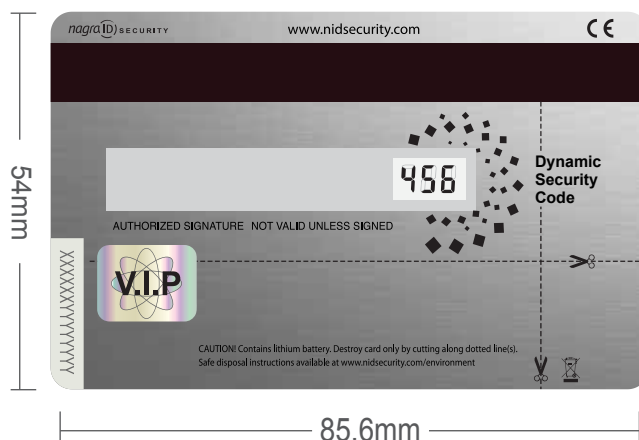 nagra ID SECURITY
www.nidsecurity.com
CE
54mm
456
Dynamic
Security
Code
AUTHORIZED SIGNATURE NOT VALID UNLESS SIGNED
XXXXXXYYYYYYY
V.I.P
CAUTION! Contains lithium battery. Destroy card only by cutting along dotted line(s).
Safe disposal instructions available at www.nidsecurity.com/environment
85.6mm